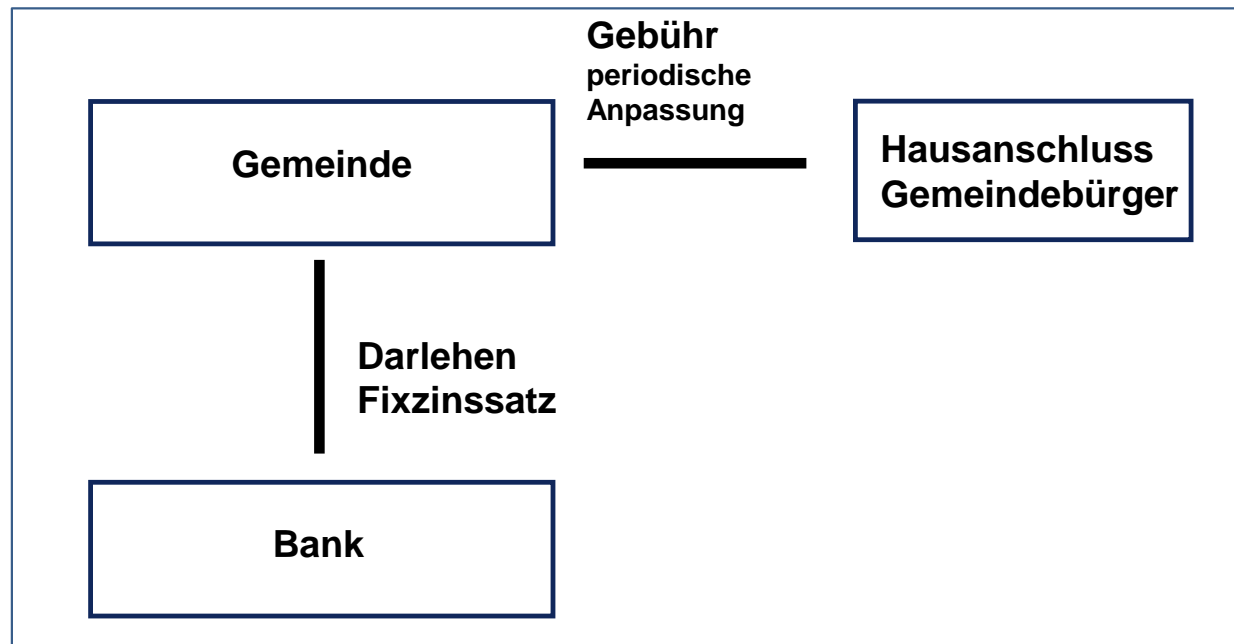 Gebühr
periodische
Anpassung
Gemeinde
Hausanschluss
Gemeindebürger
Darlehen
Fixzinssatz
Bank